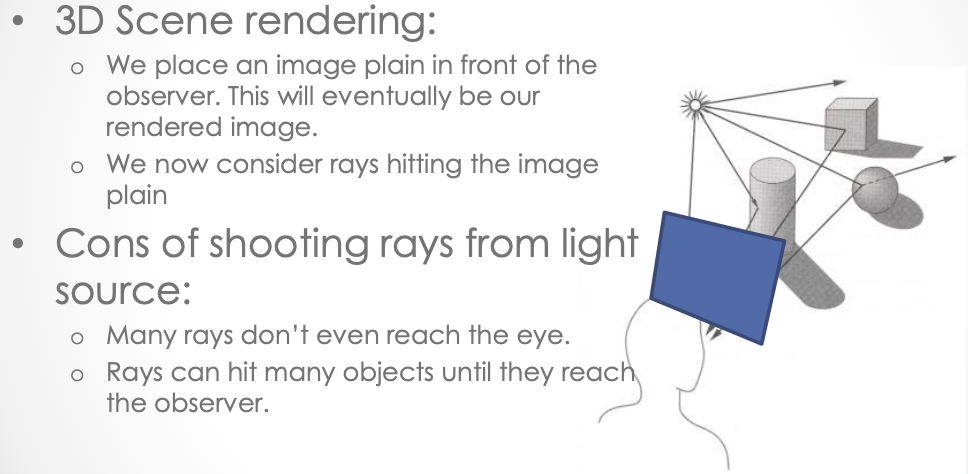 • 3D Scene rendering:
o We place an image plain in front of the
observer. This will eventually be our
rendered image.
o We now consider rays hitting the image
plain
• Cons of shooting rays from light
source:
o Many rays don't even reach the eye.
o Rays can hit many objects until they reach
the observer.